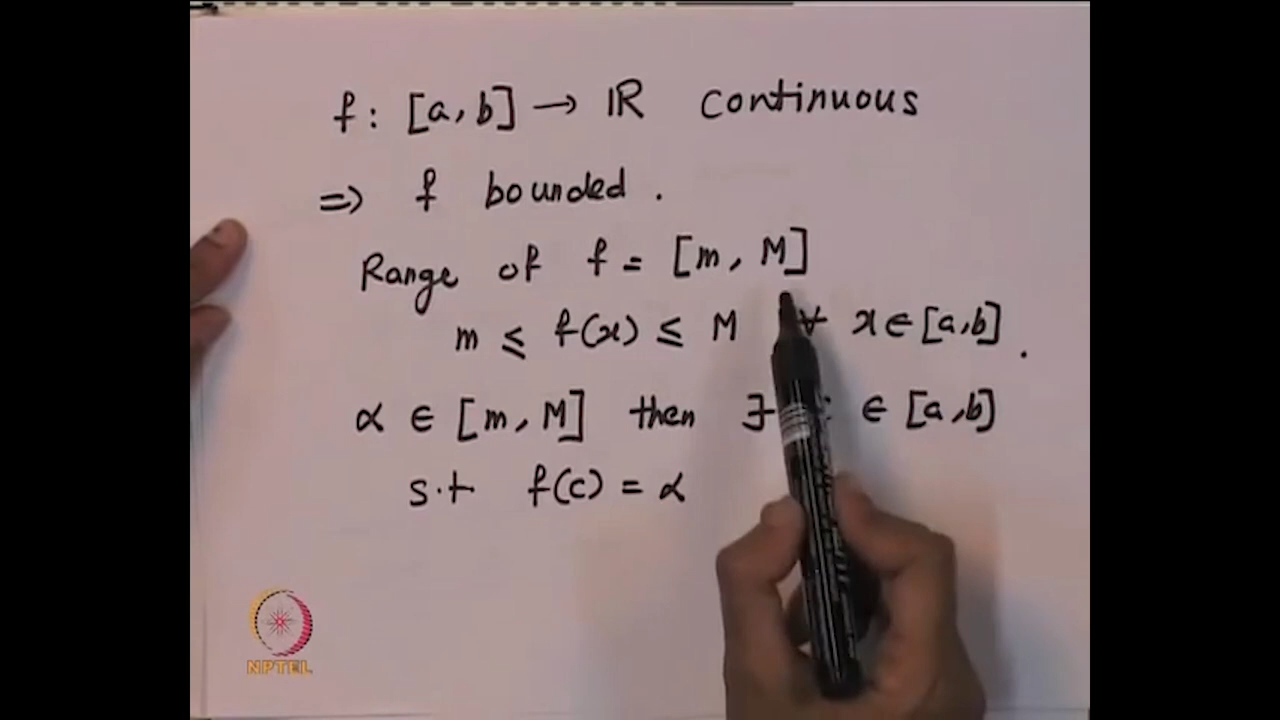 f : [a, b] → ℝ continuous
⇒ f bounded .
Range of f = [m, M]
m ≤ f(x) ≤ M ∀ x ∈ [a,b] .
α ∈ [m, M] then ∃ ∈ [a,b]
s.t f(c) = α
NPTEL